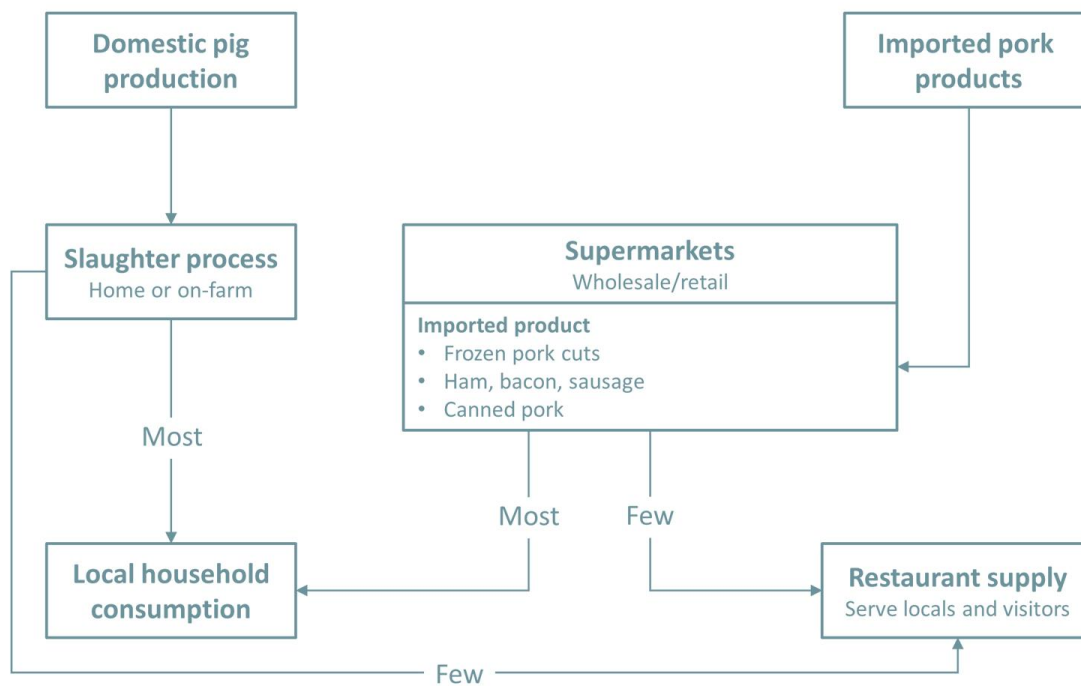 Domestic pig
production
Imported pork
products
Slaughter process
Home or on-farm
Supermarkets
Wholesale/retail
Imported product
• Frozen pork cuts
• Ham, bacon, sausage
• Canned pork
Most
Most
Few
Local household
consumption
Restaurant supply
Serve locals and visitors
Few